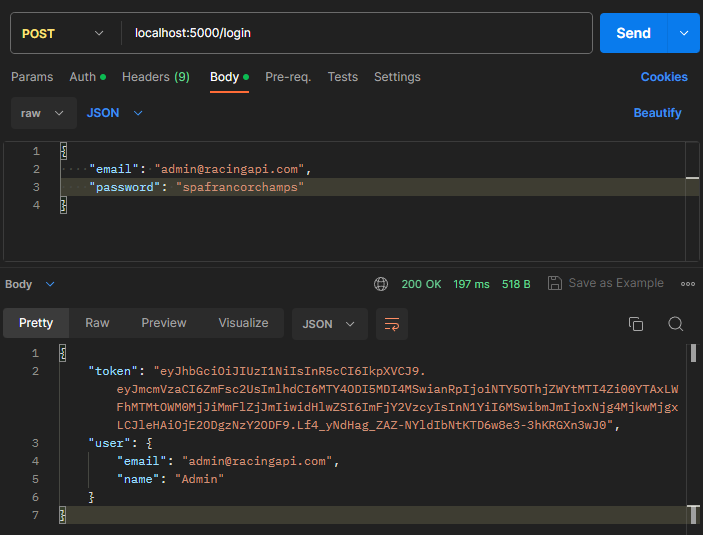 POST localhost:5000/login Send
Params Auth Headers (9) Body Pre-req. Tests Settings Cookies
raw JSON Beautify
1 {
2 "email": "admin@racingapi.com",
3 "password": "spafrancorchamps"
4 }
Body 200 OK 197 ms 518 B Save as Example
Pretty Raw Preview Visualize JSON
1 {
2 "token": "eyJhbGciOiJIUzI1NiIsInR5cCI6IkpXVCJ9.
eyJmcmVzaCI6ZmFsc2UsImlhdCI6MTY4ODI5MDI4MSwianRpIjoiNTY5OThjZWYtMTI4Zi00YTAxLW
FhMTMtOWM0MjJiMmFlZjJmIiwidHlwZSI6ImFjY2VzcyIsInN1YiI6MSwibmJmIjoxNjg4MjkwMjgx
LCJleHAiOjE2ODgzNzY2ODF9.Lf4_yNdHag_ZAZ-NYldIbNtKTD6w8e3-3hKRGXn3wJ0",
3 "user": {
4 "email": "admin@racingapi.com",
5 "name": "Admin"
6 }
7 }